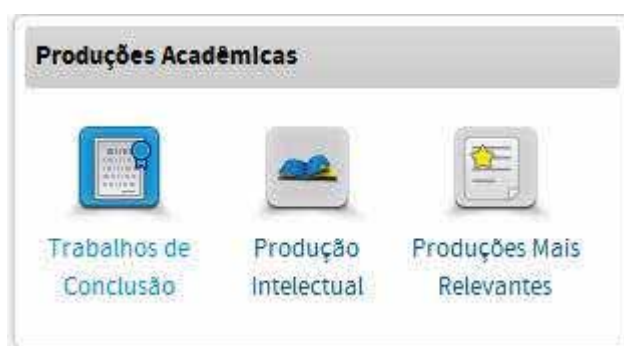 Produções Acadêmicas
Trabalhos de
Conclusão
Produção
Intelectual
Produções Mais
Relevantes